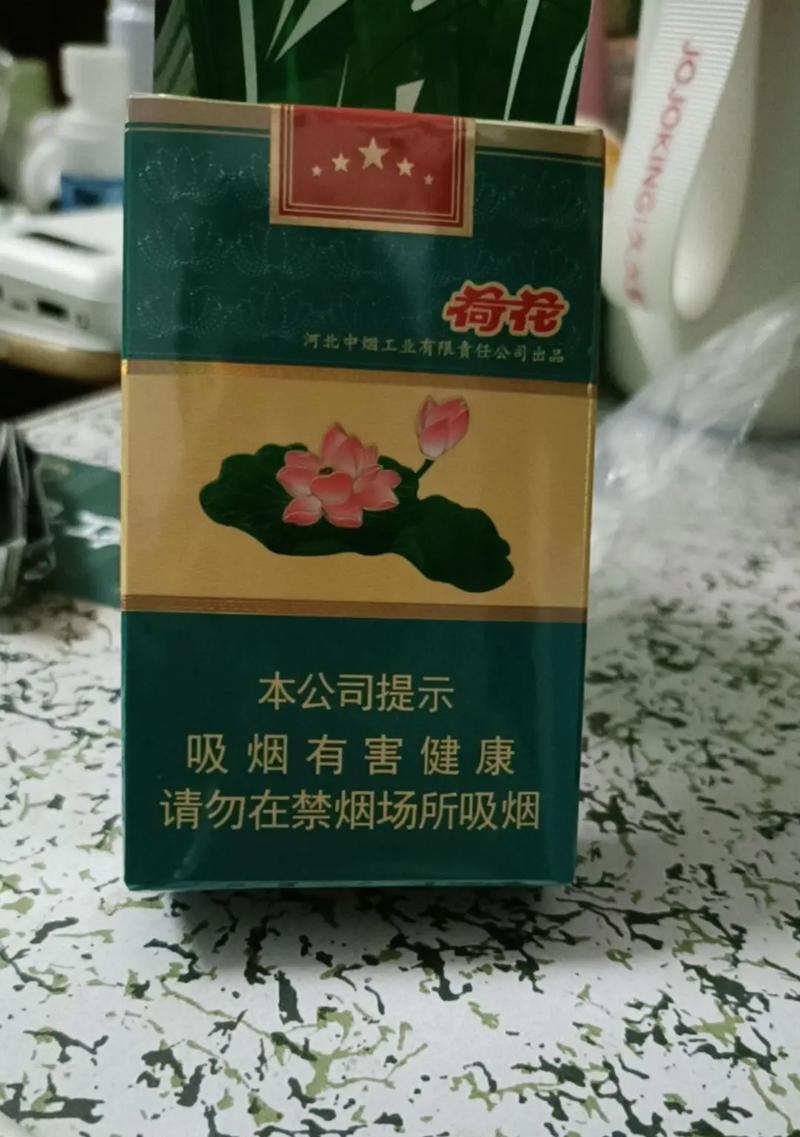 荷花
河北中烟工业有限责任公司出品
本公司提示
吸烟有害健康
请勿在禁烟场所吸烟
JOJOKING